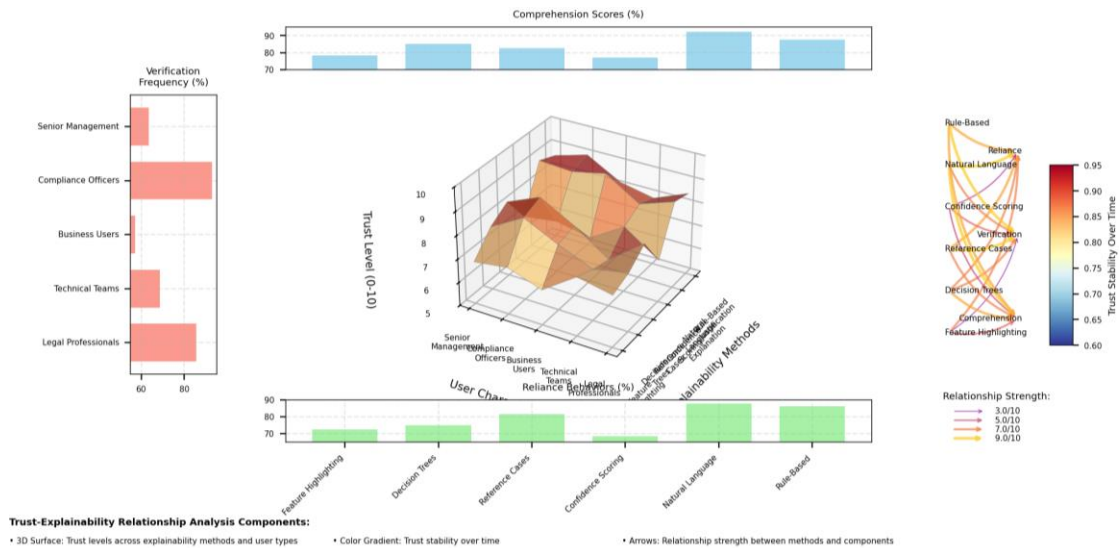 Comprehension Scores (%)
90
80
70
Verification
Frequency (%)
Senior Management
Compliance Officers
Business Users
Technical Teams
Legal Professionals
60 80
Trust Level (0-10)
10
9
8
7
6
5
Senior
Management
Compliance
Officers
Business
Users
Technical
Teams
Legal
Professionals
User Char
Rule-Based
Explanation
Explainability Methods
Rule-Based
Reliance
Natural Language
Confidence Scoring
Verification
Reference Cases
Decision Trees
Comprehension
Feature Highlighting
0.95
0.90
0.85
0.80
0.75
0.70
0.65
0.60
Trust Stability Over Time
Relationship Strength:
3.0/10
5.0/10
7.0/10
9.0/10
Reliance Behaviors (%)
90
80
70
Feature Highlighting
Decision Trees
Reference Cases
Confidence Scoring
Natural Language
Rule-Based
Trust-Explainability Relationship Analysis Components:
• 3D Surface: Trust levels across explainability methods and user types
• Color Gradient: Trust stability over time
• Arrows: Relationship strength between methods and components